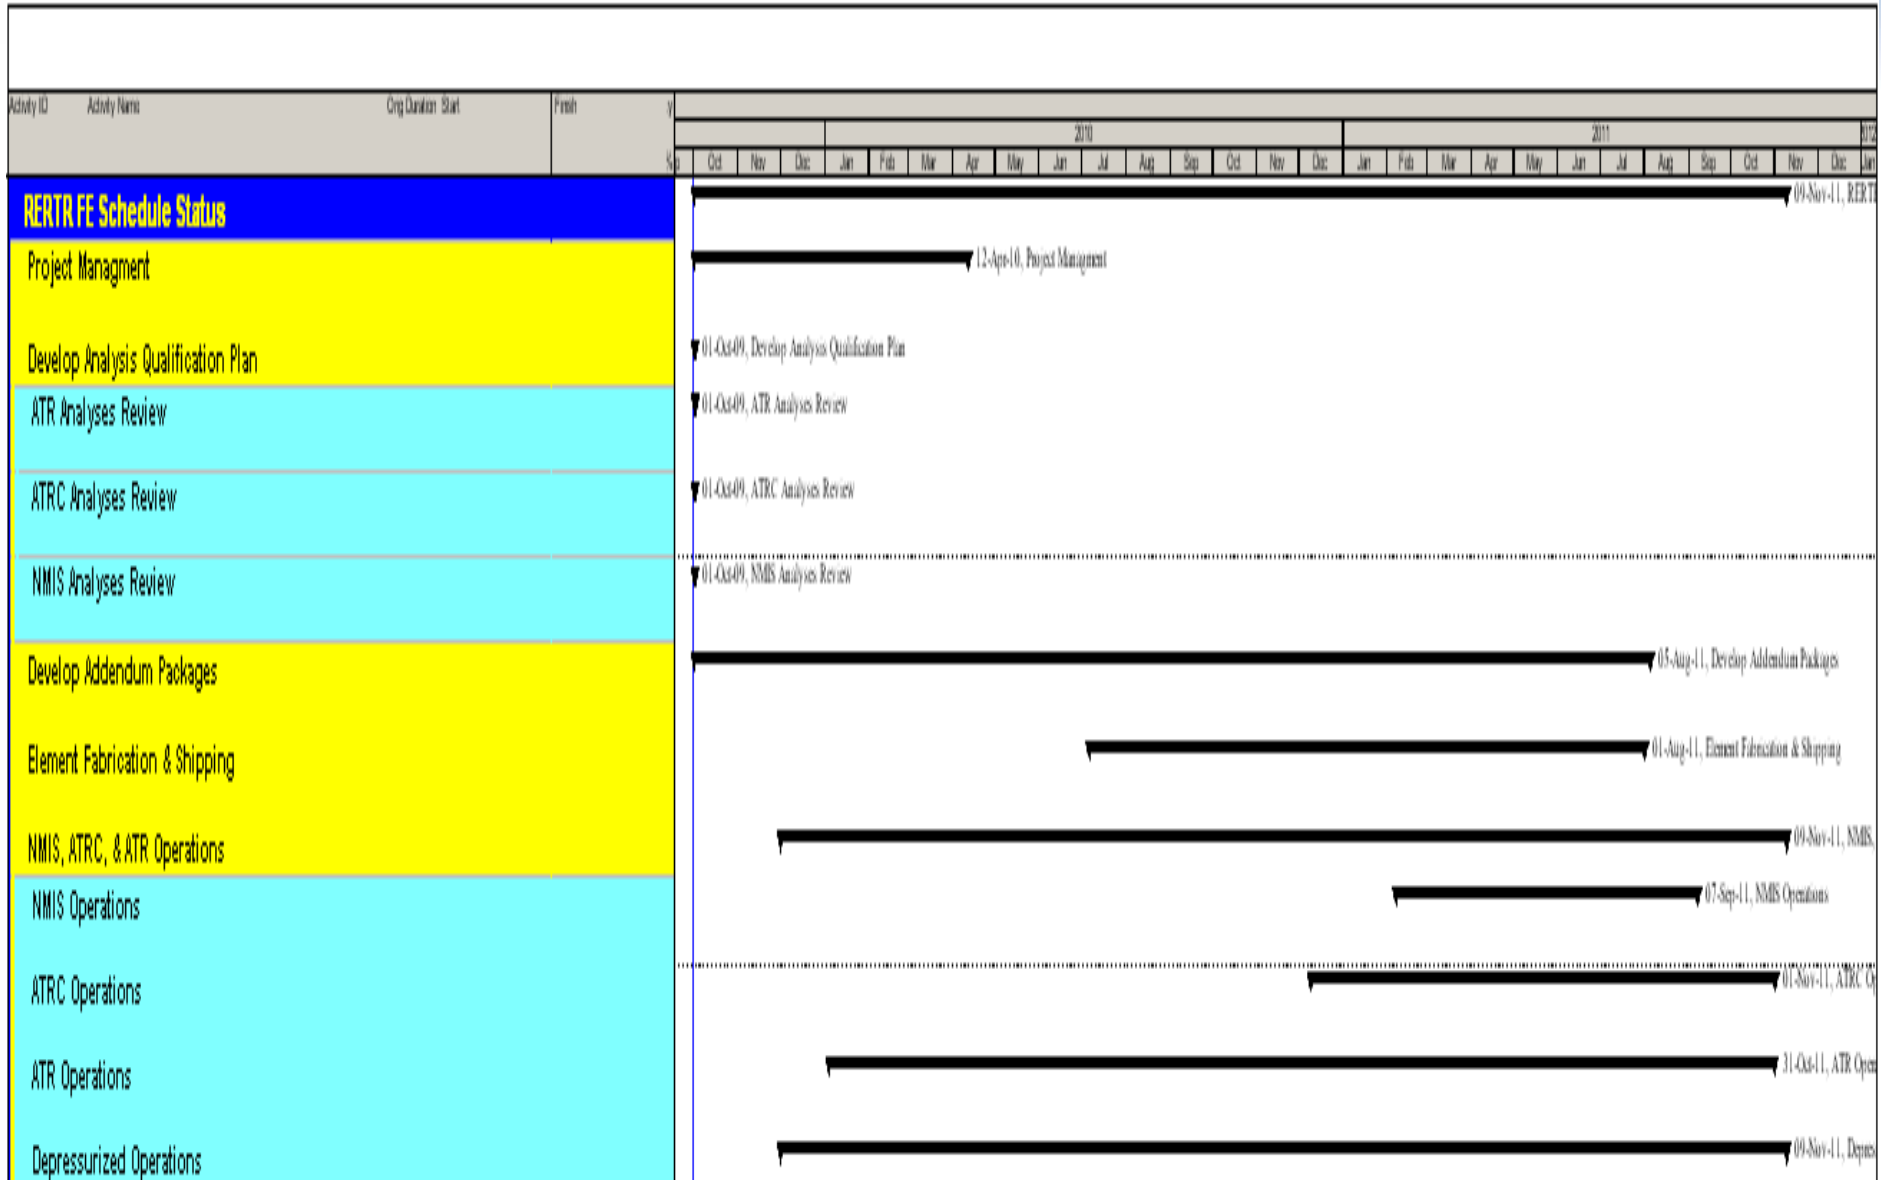 Activity ID Activity Name Orig Duration Start Finish y
2010 2011 2012
Sep Oct Nov Dec Jan Feb Mar Apr May Jun Jul Aug Sep Oct Nov Dec Jan Feb Mar Apr May Jun Jul Aug Sep Oct Nov Dec Jan
RERTR FE Schedule Status 09-Nov-11, RERT
Project Managment 12-Apr-10, Project Managment
Develop Analysis Qualification Plan 01-Oct-09, Develop Analysis Qualification Plan
ATR Analyses Review 01-Oct-09, ATR Analyses Review
ATRC Analyses Review 01-Oct-09, ATRC Analyses Review
NMIS Analyses Review 01-Oct-09, NMIS Analyses Review
Develop Addendum Packages 05-Aug-11, Develop Addendum Packages
Element Fabrication & Shipping 01-Aug-11, Element Fabrication & Shipping
NMIS, ATRC, & ATR Operations 09-Nov-11, NMIS,
NMIS Operations 07-Sep-11, NMIS Operations
ATRC Operations 01-Nov-11, ATRC Op
ATR Operations 31-Oct-11, ATR Oper
Depressurized Operations 09-Nov-11, Depres